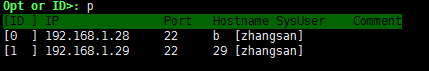 Opt or ID>: p
[ID ] IP Port Hostname SysUser Comment
[0 ] 192.168.1.28 22 b [zhangsan]
[1 ] 192.168.1.29 22 29 [zhangsan]